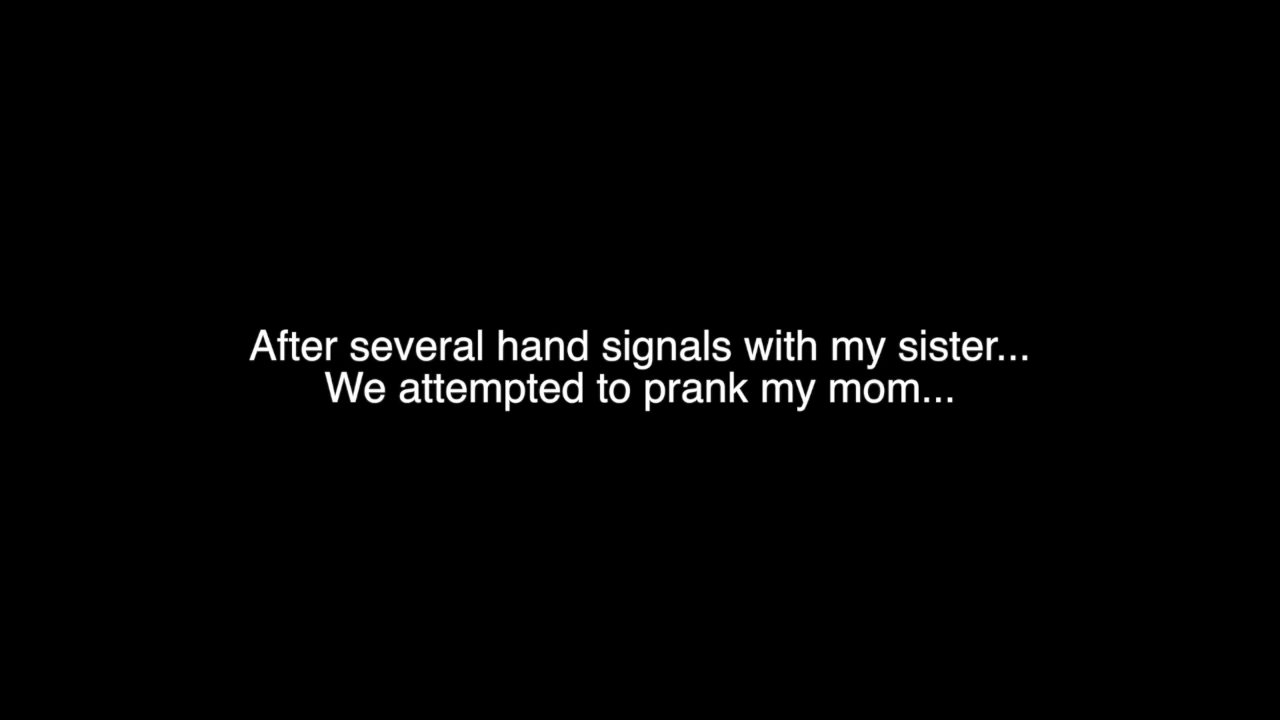 After several hand signals with my sister...
We attempted to prank my mom...